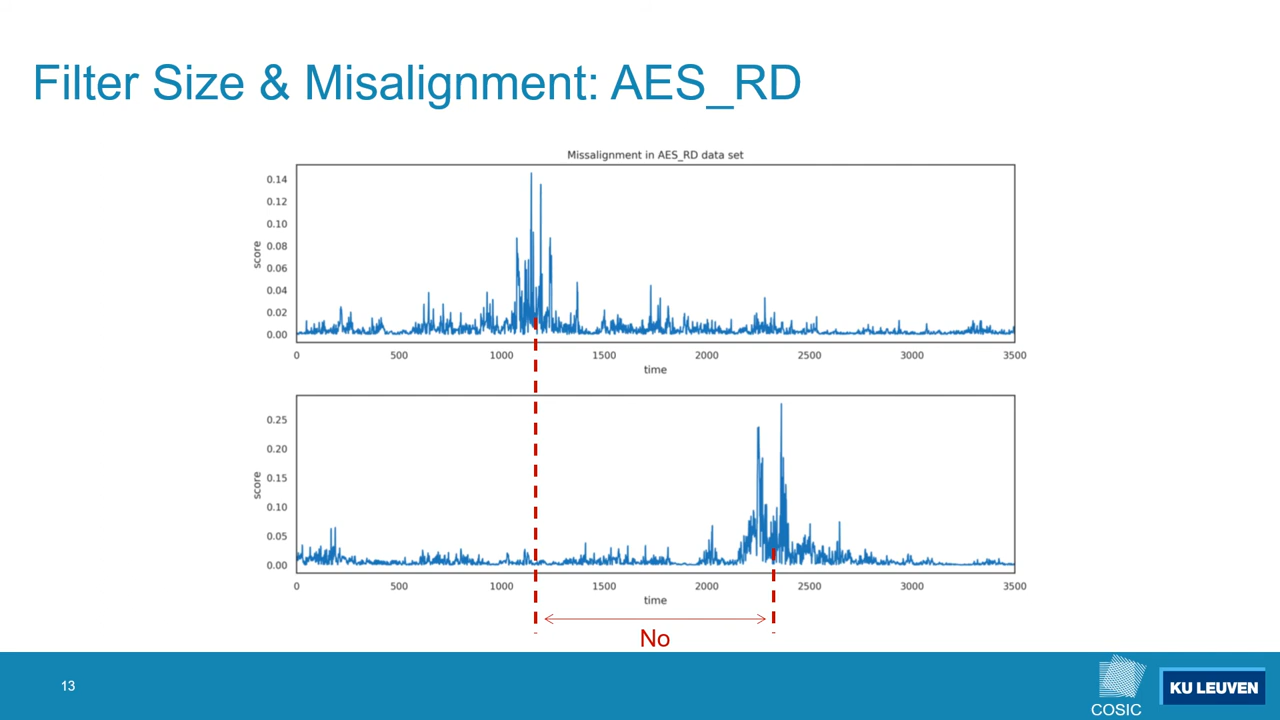 Filter Size & Misalignment: AES_RD
Missalignment in AES_RD data set
score
0.14
0.12
0.10
0.08
0.06
0.04
0.02
0.00
0 500 1000 1500 2000 2500 3000 3500
time
score
0.25
0.20
0.15
0.10
0.05
0.00
0 500 1000 1500 2000 2500 3000 3500
time
No
13
COSIC
KU LEUVEN